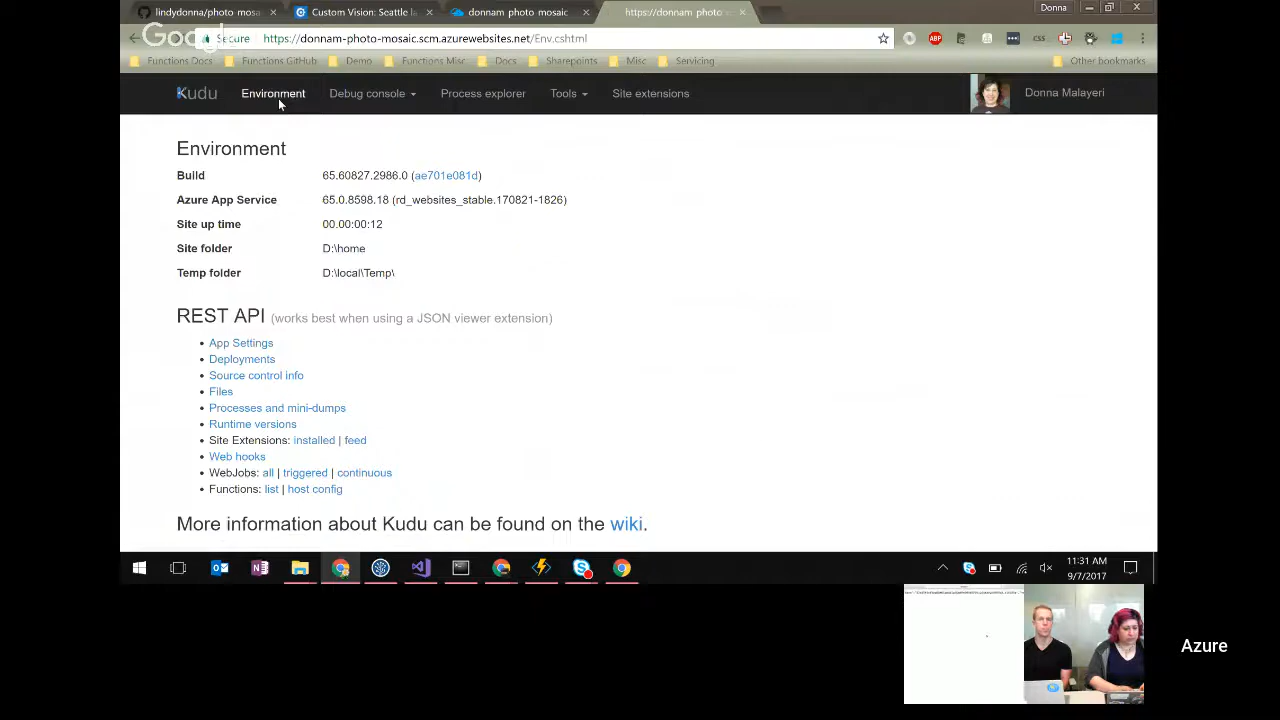 lindydonna/photo-mosa
Custom Vision: Seattle la
donnam-photo-mosaic
https://donnam-photo
Donna
Secure
https://donnam-photo-mosaic.scm.azurewebsites.net/Env.cshtml
ABP
CSS
Functions Docs
Functions GitHub
Demo
Functions Misc
Docs
Sharepoints
Misc
Servicing
Other bookmarks
Kudu
Environment
Debug console
Process explorer
Tools
Site extensions
Donna Malayeri
Environment
Build 65.60827.2986.0 (ae701e081d)
Azure App Service 65.0.8598.18 (rd_websites_stable.170821-1826)
Site up time 00.00:00:12
Site folder D:\home
Temp folder D:\local\Temp\
REST API (works best when using a JSON viewer extension)
• App Settings
• Deployments
• Source control info
• Files
• Processes and mini-dumps
• Runtime versions
• Site Extensions: installed | feed
• Web hooks
• WebJobs: all | triggered | continuous
• Functions: list | host config
More information about Kudu can be found on the wiki.
11:31 AM
9/7/2017
Azure